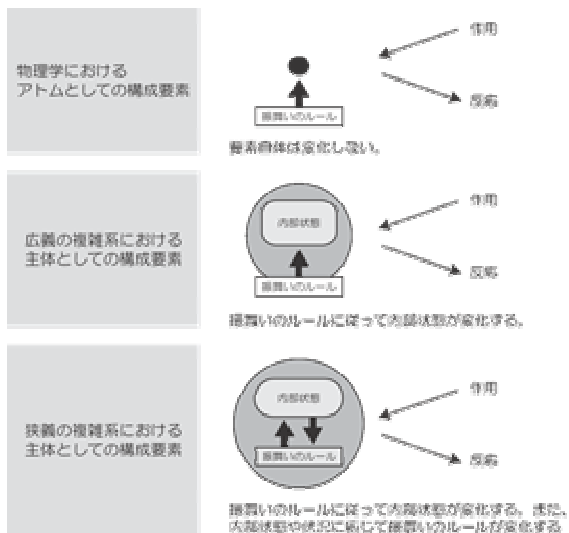 物理学における
アトムとしての構成要素
作用
反応
振舞いのルール
要素自体は変化しない。
広義の複雑系における
主体としての構成要素
内部状態
作用
反応
振舞いのルール
振舞いのルールに従って内部状態が変化する。
狭義の複雑系における
主体としての構成要素
内部状態
作用
反応
振舞いのルール
振舞いのルールに従って内部状態が変化する。また、
内部状態や状況に応じて振舞いのルールが変化する